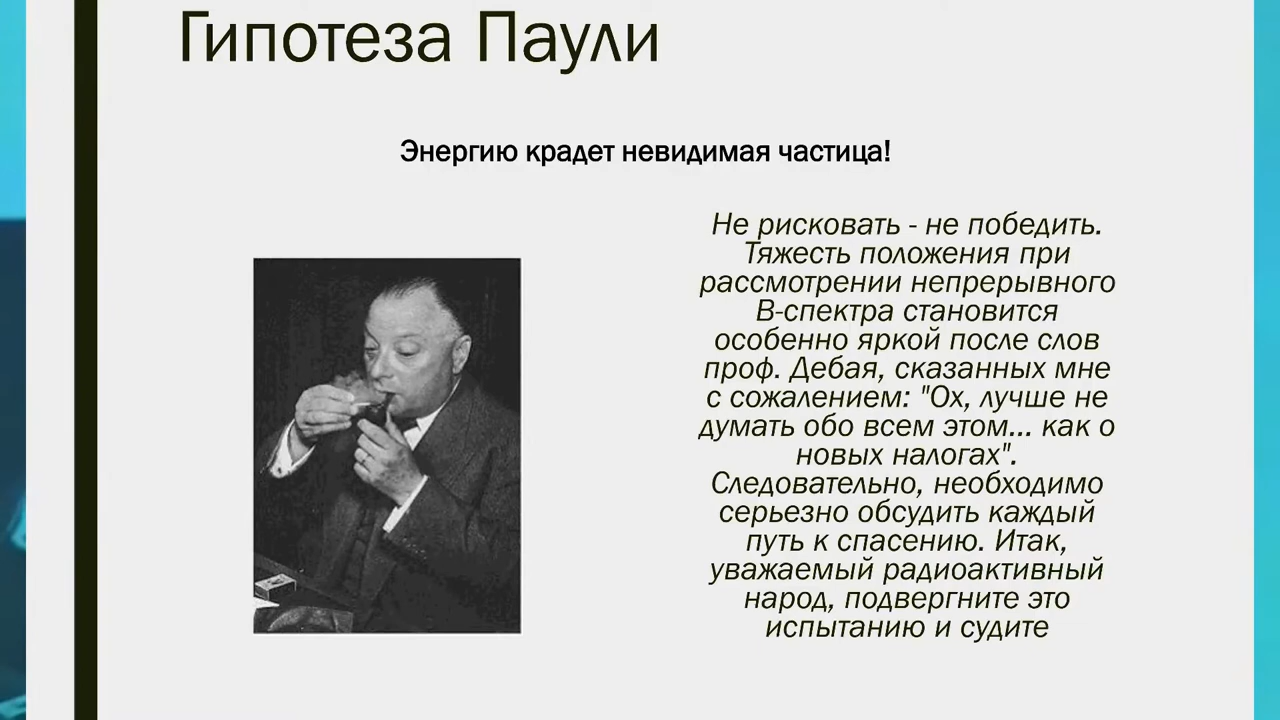 Гипотеза Паули
Энергию крадет невидимая частица!
Не рисковать - не победить.
Тяжесть положения при
рассмотрении непрерывного
В-спектра становится
особенно яркой после слов
проф. Дебая, сказанных мне
с сожалением: "Ох, лучше не
думать обо всем этом... как о
новых налогах".
Следовательно, необходимо
серьезно обсудить каждый
путь к спасению. Итак,
уважаемый радиоактивный
народ, подвергните это
испытанию и судите